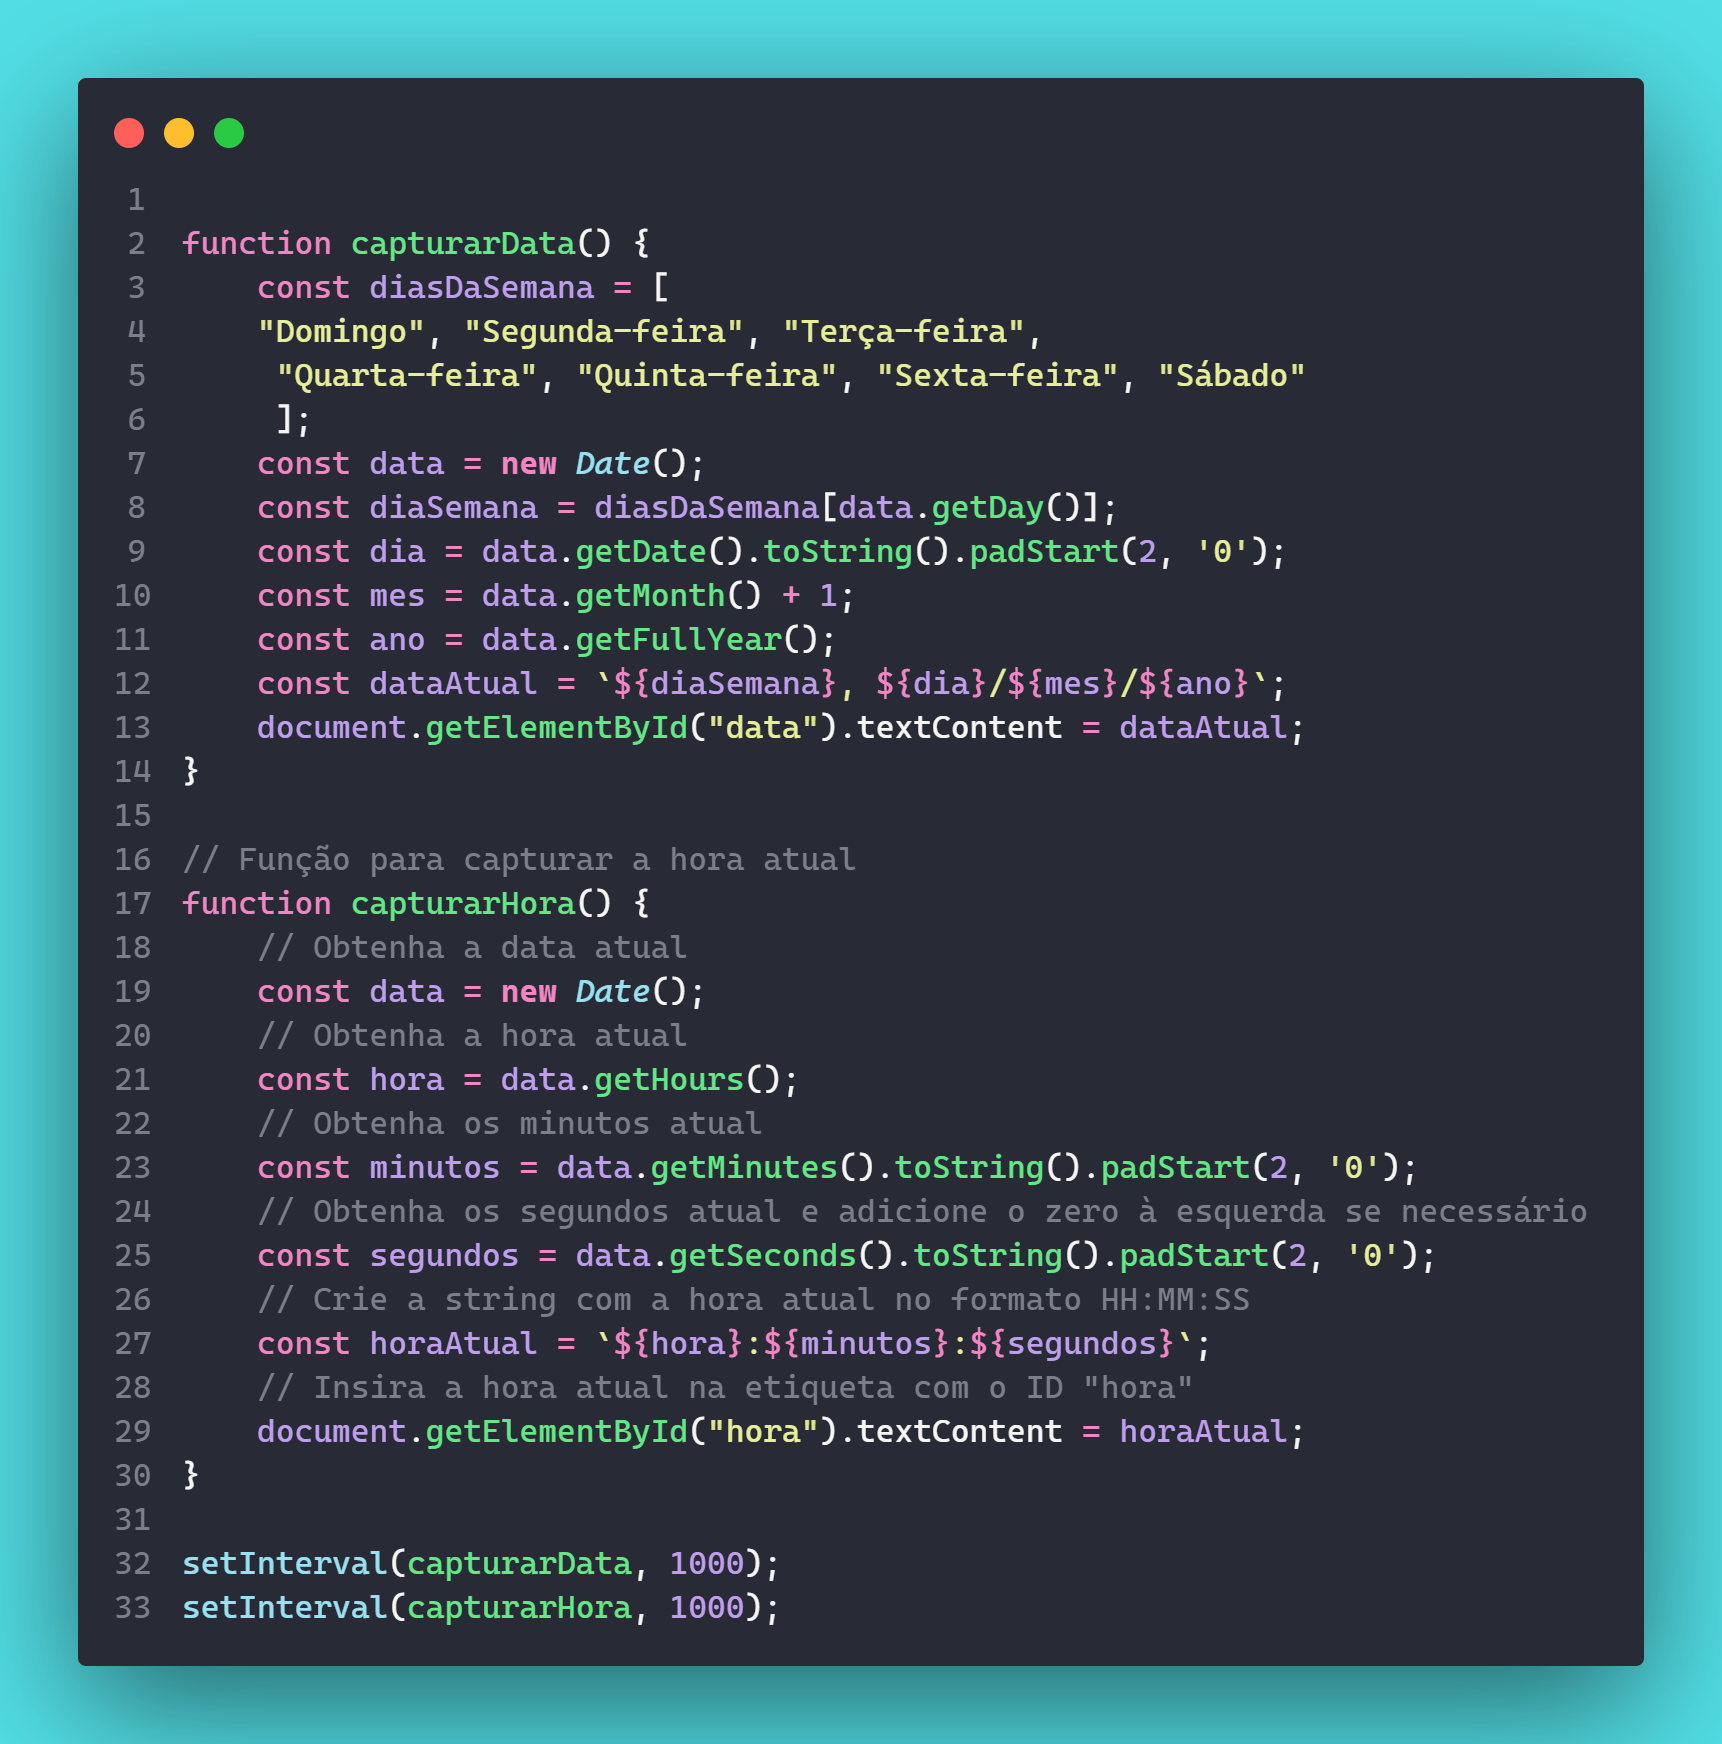 1
2 function capturarData() {
3     const diasDaSemana = [
4     "Domingo", "Segunda-feira", "Terça-feira",
5      "Quarta-feira", "Quinta-feira", "Sexta-feira", "Sábado"
6      ];
7     const data = new Date();
8     const diaSemana = diasDaSemana[data.getDay()];
9     const dia = data.getDate().toString().padStart(2, '0');
10     const mes = data.getMonth() + 1;
11     const ano = data.getFullYear();
12     const dataAtual = `${diaSemana}, ${dia}/${mes}/${ano}`;
13     document.getElementById("data").textContent = dataAtual;
14 }
15
16 // Função para capturar a hora atual
17 function capturarHora() {
18     // Obtenha a data atual
19     const data = new Date();
20     // Obtenha a hora atual
21     const hora = data.getHours();
22     // Obtenha os minutos atual
23     const minutos = data.getMinutes().toString().padStart(2, '0');
24     // Obtenha os segundos atual e adicione o zero à esquerda se necessário
25     const segundos = data.getSeconds().toString().padStart(2, '0');
26     // Crie a string com a hora atual no formato HH:MM:SS
27     const horaAtual = `${hora}:${minutos}:${segundos}`;
28     // Insira a hora atual na etiqueta com o ID "hora"
29     document.getElementById("hora").textContent = horaAtual;
30 }
31
32 setInterval(capturarData, 1000);
33 setInterval(capturarHora, 1000);